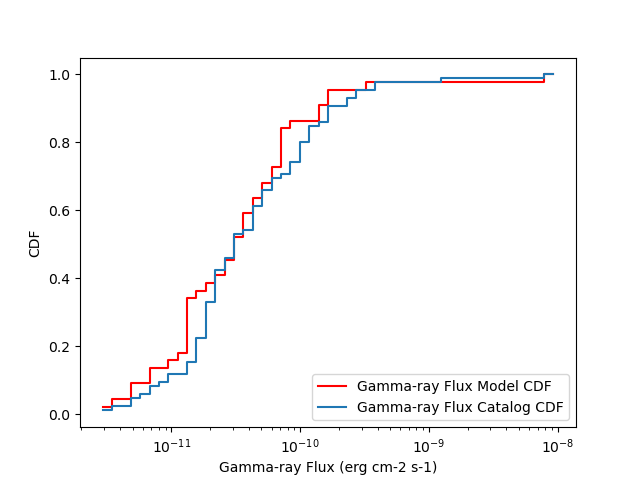 1.0
0.8
0.6
0.4
0.2
0.0
CDF
10⁻¹¹
10⁻¹⁰
10⁻⁹
10⁻⁸
Gamma-ray Flux (erg cm-2 s-1)
Gamma-ray Flux Model CDF
Gamma-ray Flux Catalog CDF